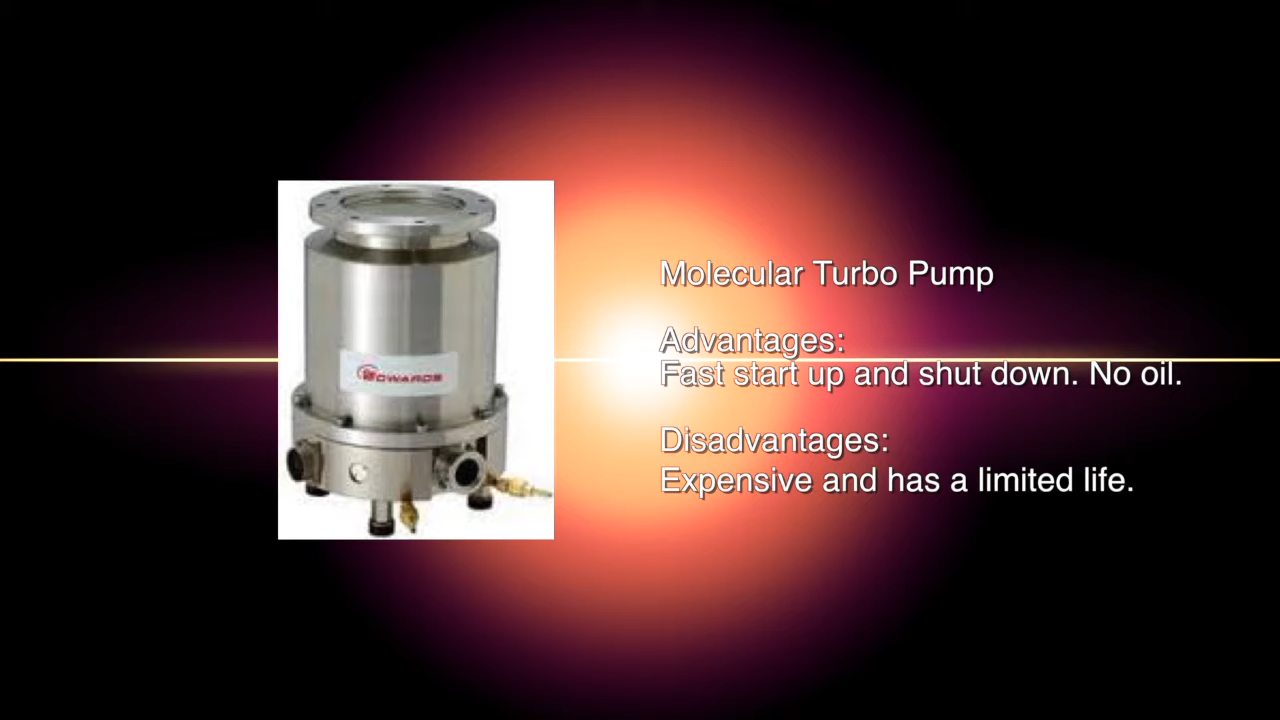 EDWARDS
Molecular Turbo Pump
Advantages:
Fast start up and shut down. No oil.
Disadvantages:
Expensive and has a limited life.